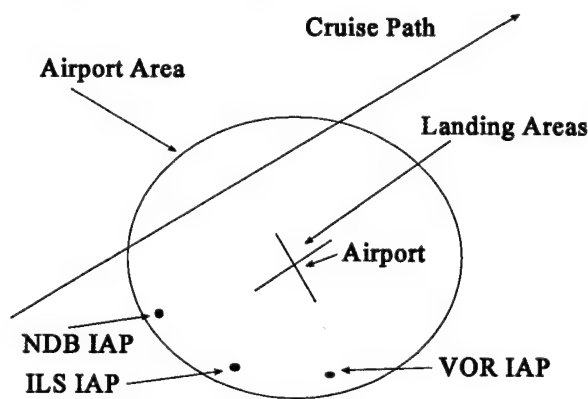 Cruise Path
Airport Area
Landing Areas
Airport
NDB IAP
ILS IAP
VOR IAP